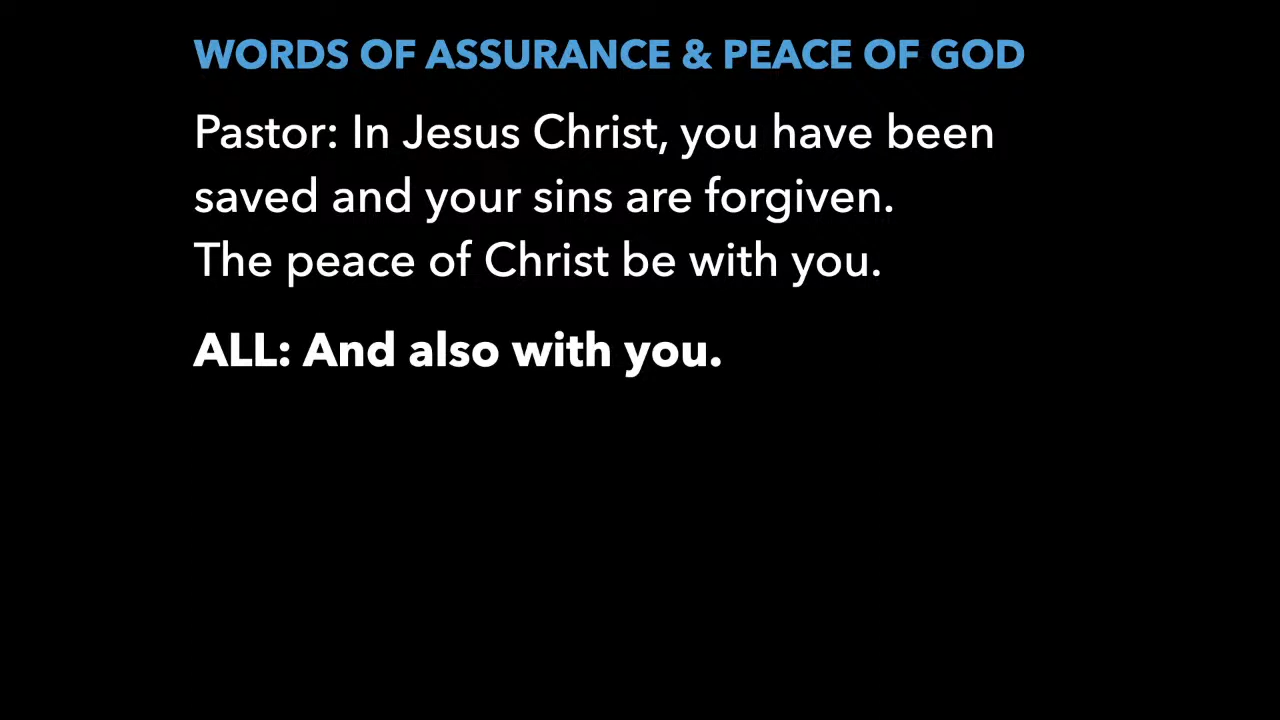 WORDS OF ASSURANCE & PEACE OF GOD
Pastor: In Jesus Christ, you have been
saved and your sins are forgiven.
The peace of Christ be with you.
ALL: And also with you.